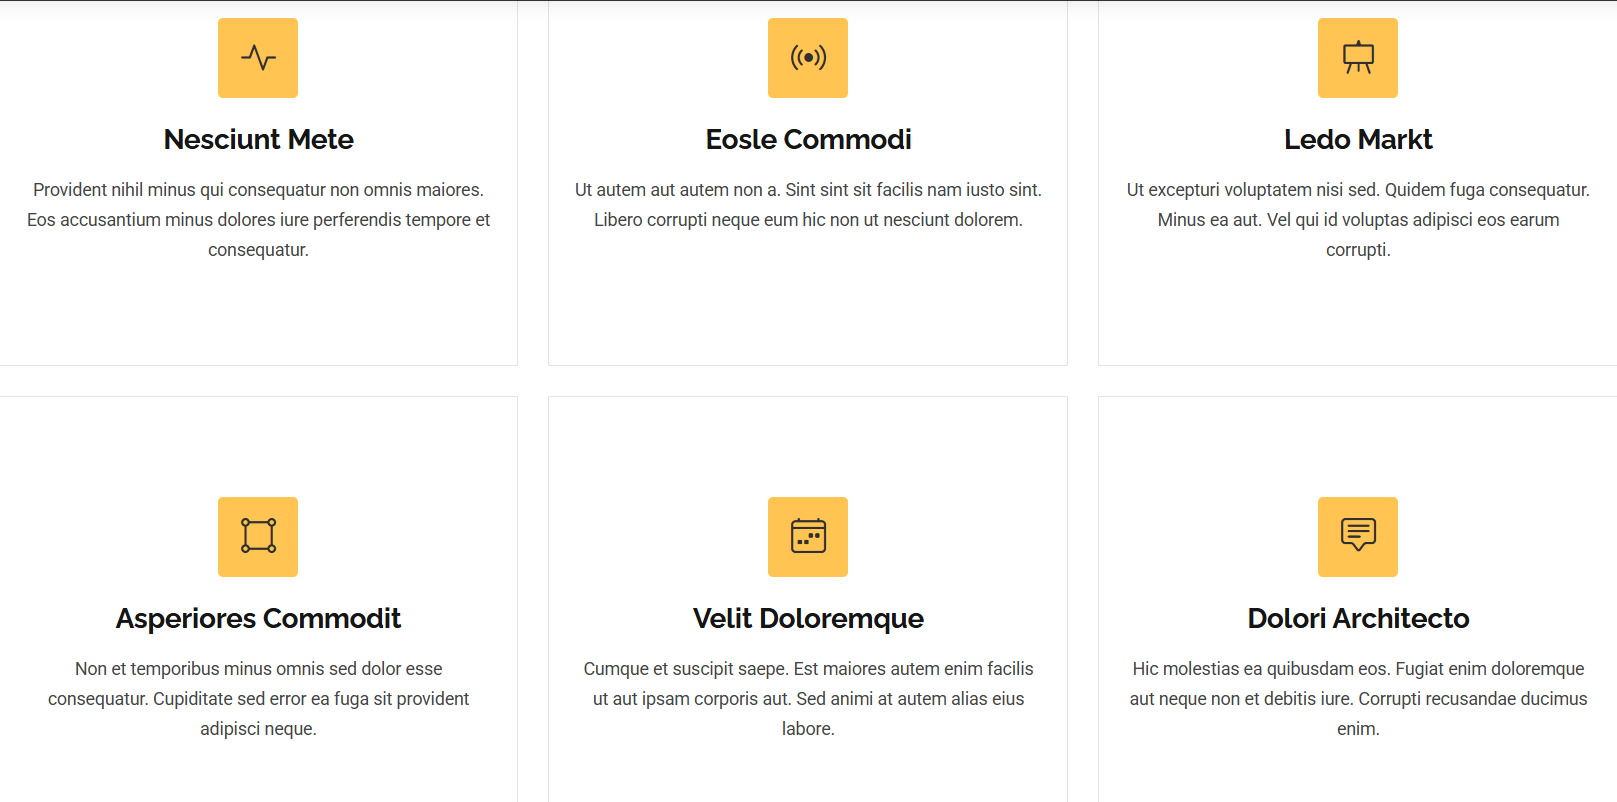 Nesciunt Mete
Provident nihil minus qui consequatur non omnis maiores.
Eos accusantium minus dolores iure perferendis tempore et
consequatur.
Eosle Commodi
Ut autem aut autem non a. Sint sint sit facilis nam iusto sint.
Libero corrupti neque eum hic non ut nesciunt dolorem.
Ledo Markt
Ut excepturi voluptatem nisi sed. Quidem fuga consequatur.
Minus ea aut. Vel qui id voluptas adipisci eos earum
corrupti.
Asperiores Commodit
Non et temporibus minus omnis sed dolor esse
consequatur. Cupiditate sed error ea fuga sit provident
adipisci neque.
Velit Doloremque
Cumque et suscipit saepe. Est maiores autem enim facilis
ut aut ipsam corporis aut. Sed animi at autem alias eius
labore.
Dolori Architecto
Hic molestias ea quibusdam eos. Fugiat enim doloremque
aut neque non et debitis iure. Corrupti recusandae ducimus
enim.